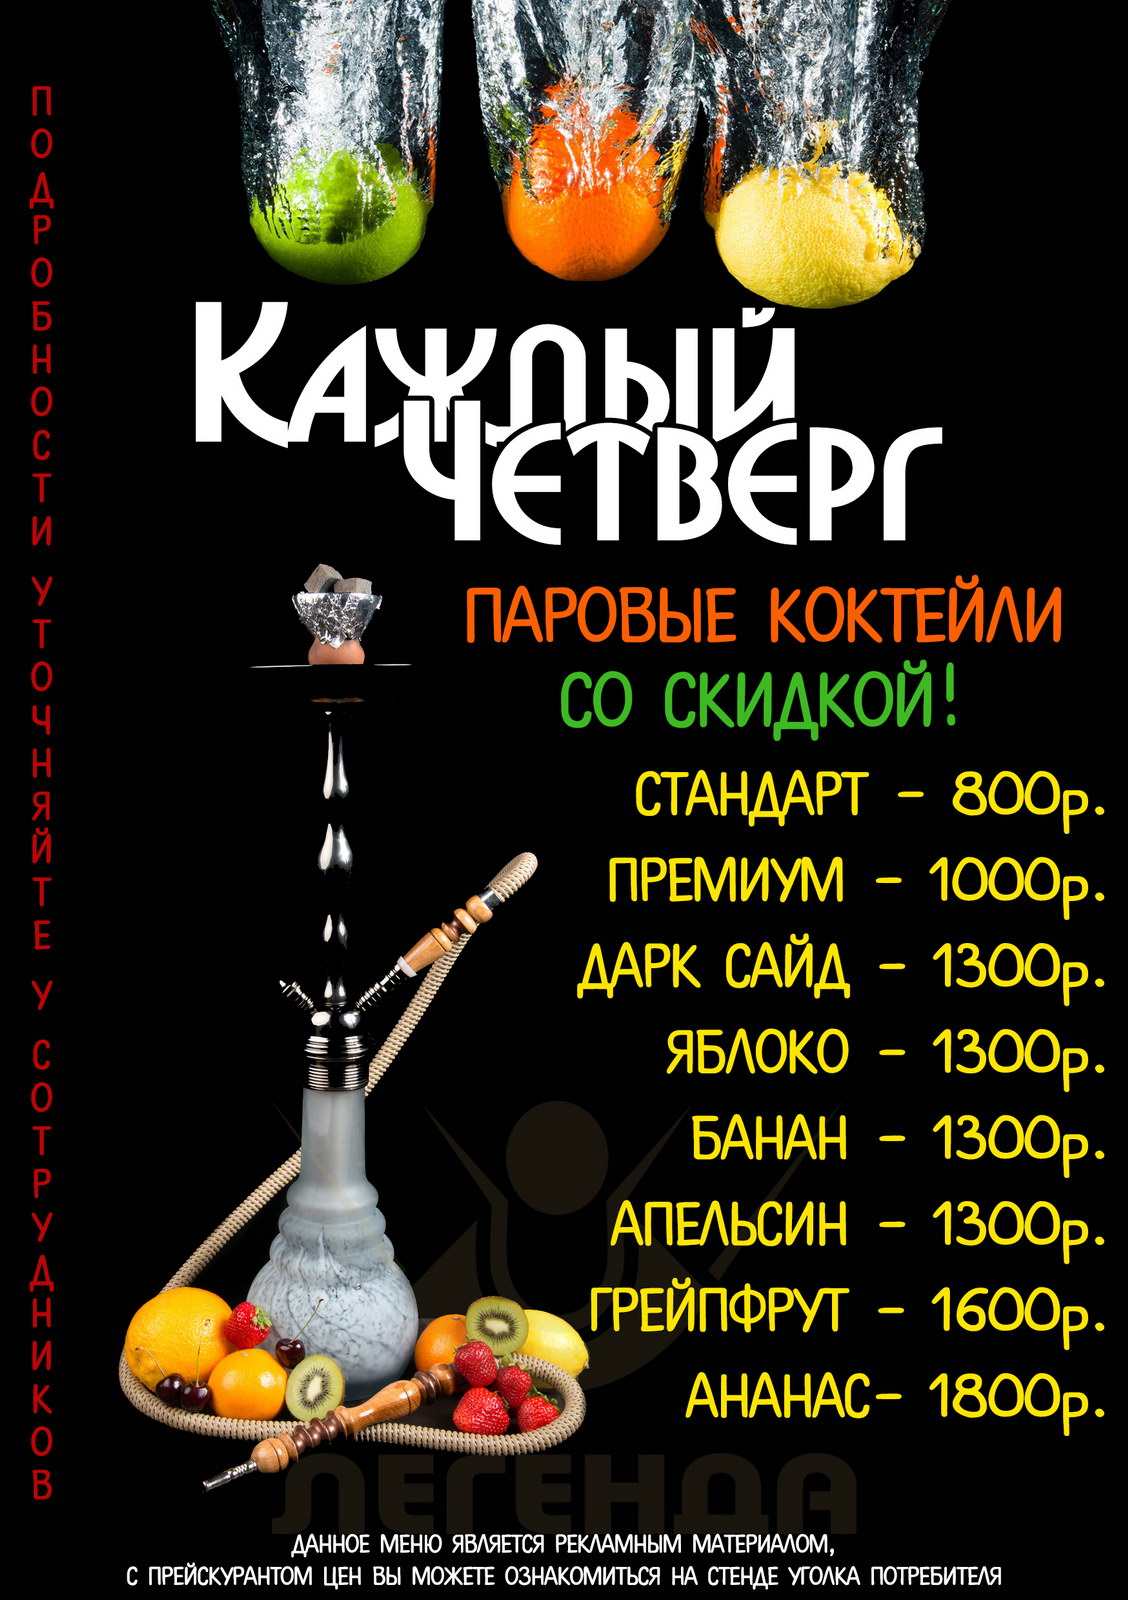 Каждый
Четверг
ПАРОВЫЕ КОКТЕЙЛИ
СО СКИДКОЙ!
СТАНДАРТ – 800р.
ПРЕМИУМ – 1000р.
ДАРК САЙД – 1300р.
ЯБЛОКО – 1300р.
БАНАН – 1300р.
АПЕЛЬСИН – 1300р.
ГРЕЙПФРУТ – 1600р.
АНАНАС– 1800р.
ПОДРОБНОСТИ УТОЧНЯЙТЕ У СОТРУДНИКОВ
ЛЕГЕНДА
ДАННОЕ МЕНЮ ЯВЛЯЕТСЯ РЕКЛАМНЫМ МАТЕРИАЛОМ,
С ПРЕЙСКУРАНТОМ ЦЕН ВЫ МОЖЕТЕ ОЗНАКОМИТЬСЯ НА СТЕНДЕ УГОЛКА ПОТРЕБИТЕЛЯ